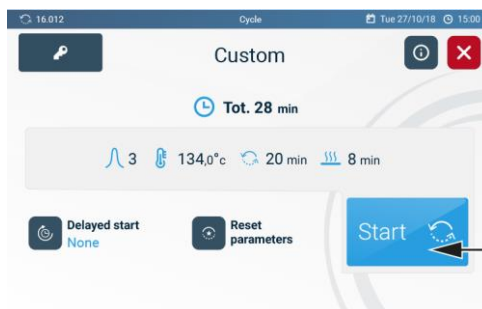 16.012 Cycle Tue 27/10/18 15:00
Custom
Tot. 28 min
3 134,0°c 20 min 8 min
Delayed start
None
Reset
parameters
Start